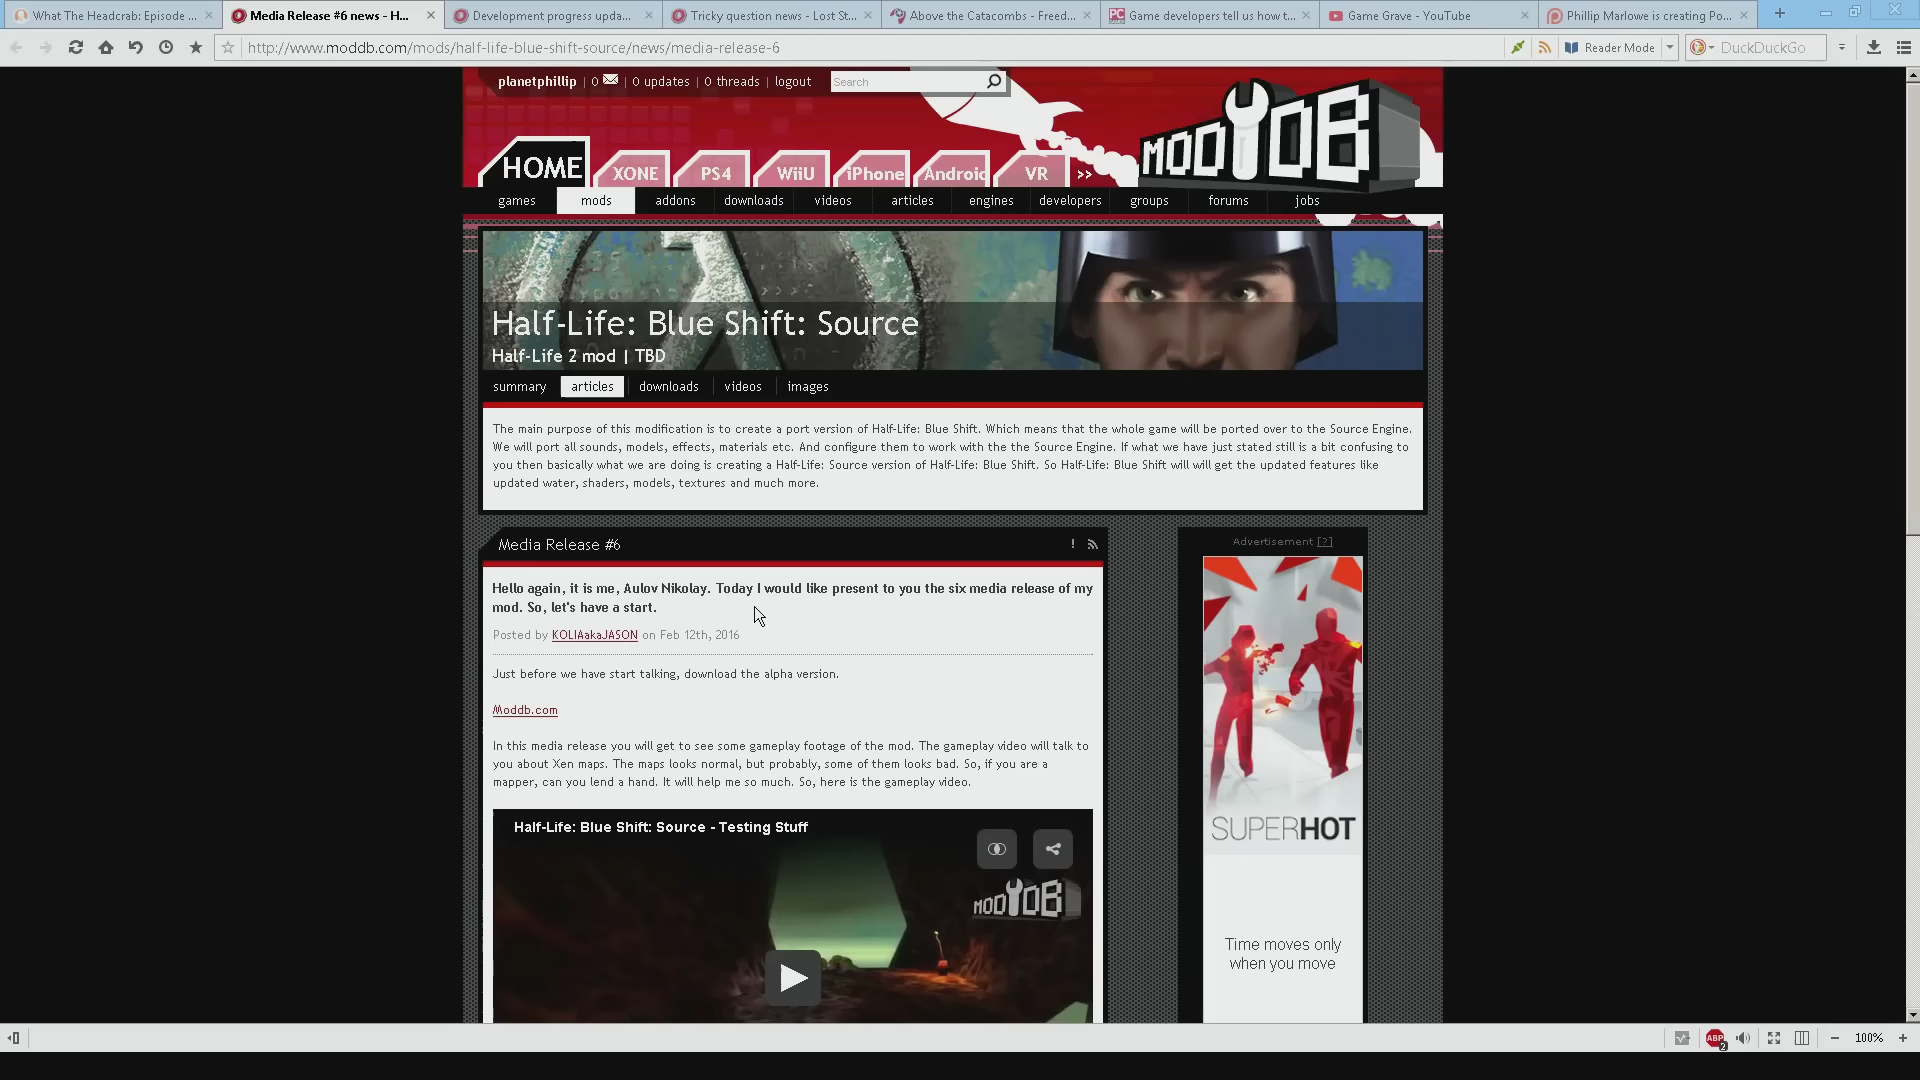 What The Headcrab: Episode ...
Media Release #6 news - H...
Development progress upda...
Tricky question news - Lost St...
Above the Catacombs - Freed...
Game developers tell us how t...
Game Grave - YouTube
Phillip Marlowe is creating Po...
http://www.moddb.com/mods/half-life-blue-shift-source/news/media-release-6
Reader Mode
DuckDuckGo
planetphillip | 0 | 0 updates | 0 threads | logout
Search
MOD DB
HOME
XONE
PS4
WiiU
iPhone
Android
VR
>>
games
mods
addons
downloads
videos
articles
engines
developers
groups
forums
jobs
Half-Life: Blue Shift: Source
Half-Life 2 mod | TBD
summary
articles
downloads
videos
images
The main purpose of this modification is to create a port version of Half-Life: Blue Shift. Which means that the whole game will be ported over to the Source Engine.
We will port all sounds, models, effects, materials etc. And configure them to work with the the Source Engine. If what we have just stated still is a bit confusing to
you then basically what we are doing is creating a Half-Life: Source version of Half-Life: Blue Shift. So Half-Life: Blue Shift will will get the updated features like
updated water, shaders, models, textures and much more.
Media Release #6
!
Hello again, it is me, Aulov Nikolay. Today I would like present to you the six media release of my
mod. So, let's have a start.
Posted by KOLIAakaJASON on Feb 12th, 2016
Just before we have start talking, download the alpha version.
Moddb.com
In this media release you will get to see some gameplay footage of the mod. The gameplay video will talk to
you about Xen maps. The maps looks normal, but probably, some of them looks bad. So, if you are a
mapper, can you lend a hand. It will help me so much. So, here is the gameplay video.
Half-Life: Blue Shift: Source - Testing Stuff
MOD DB
Advertisement [?]
SUPERHOT
Time moves only
when you move
ABP
2
100%